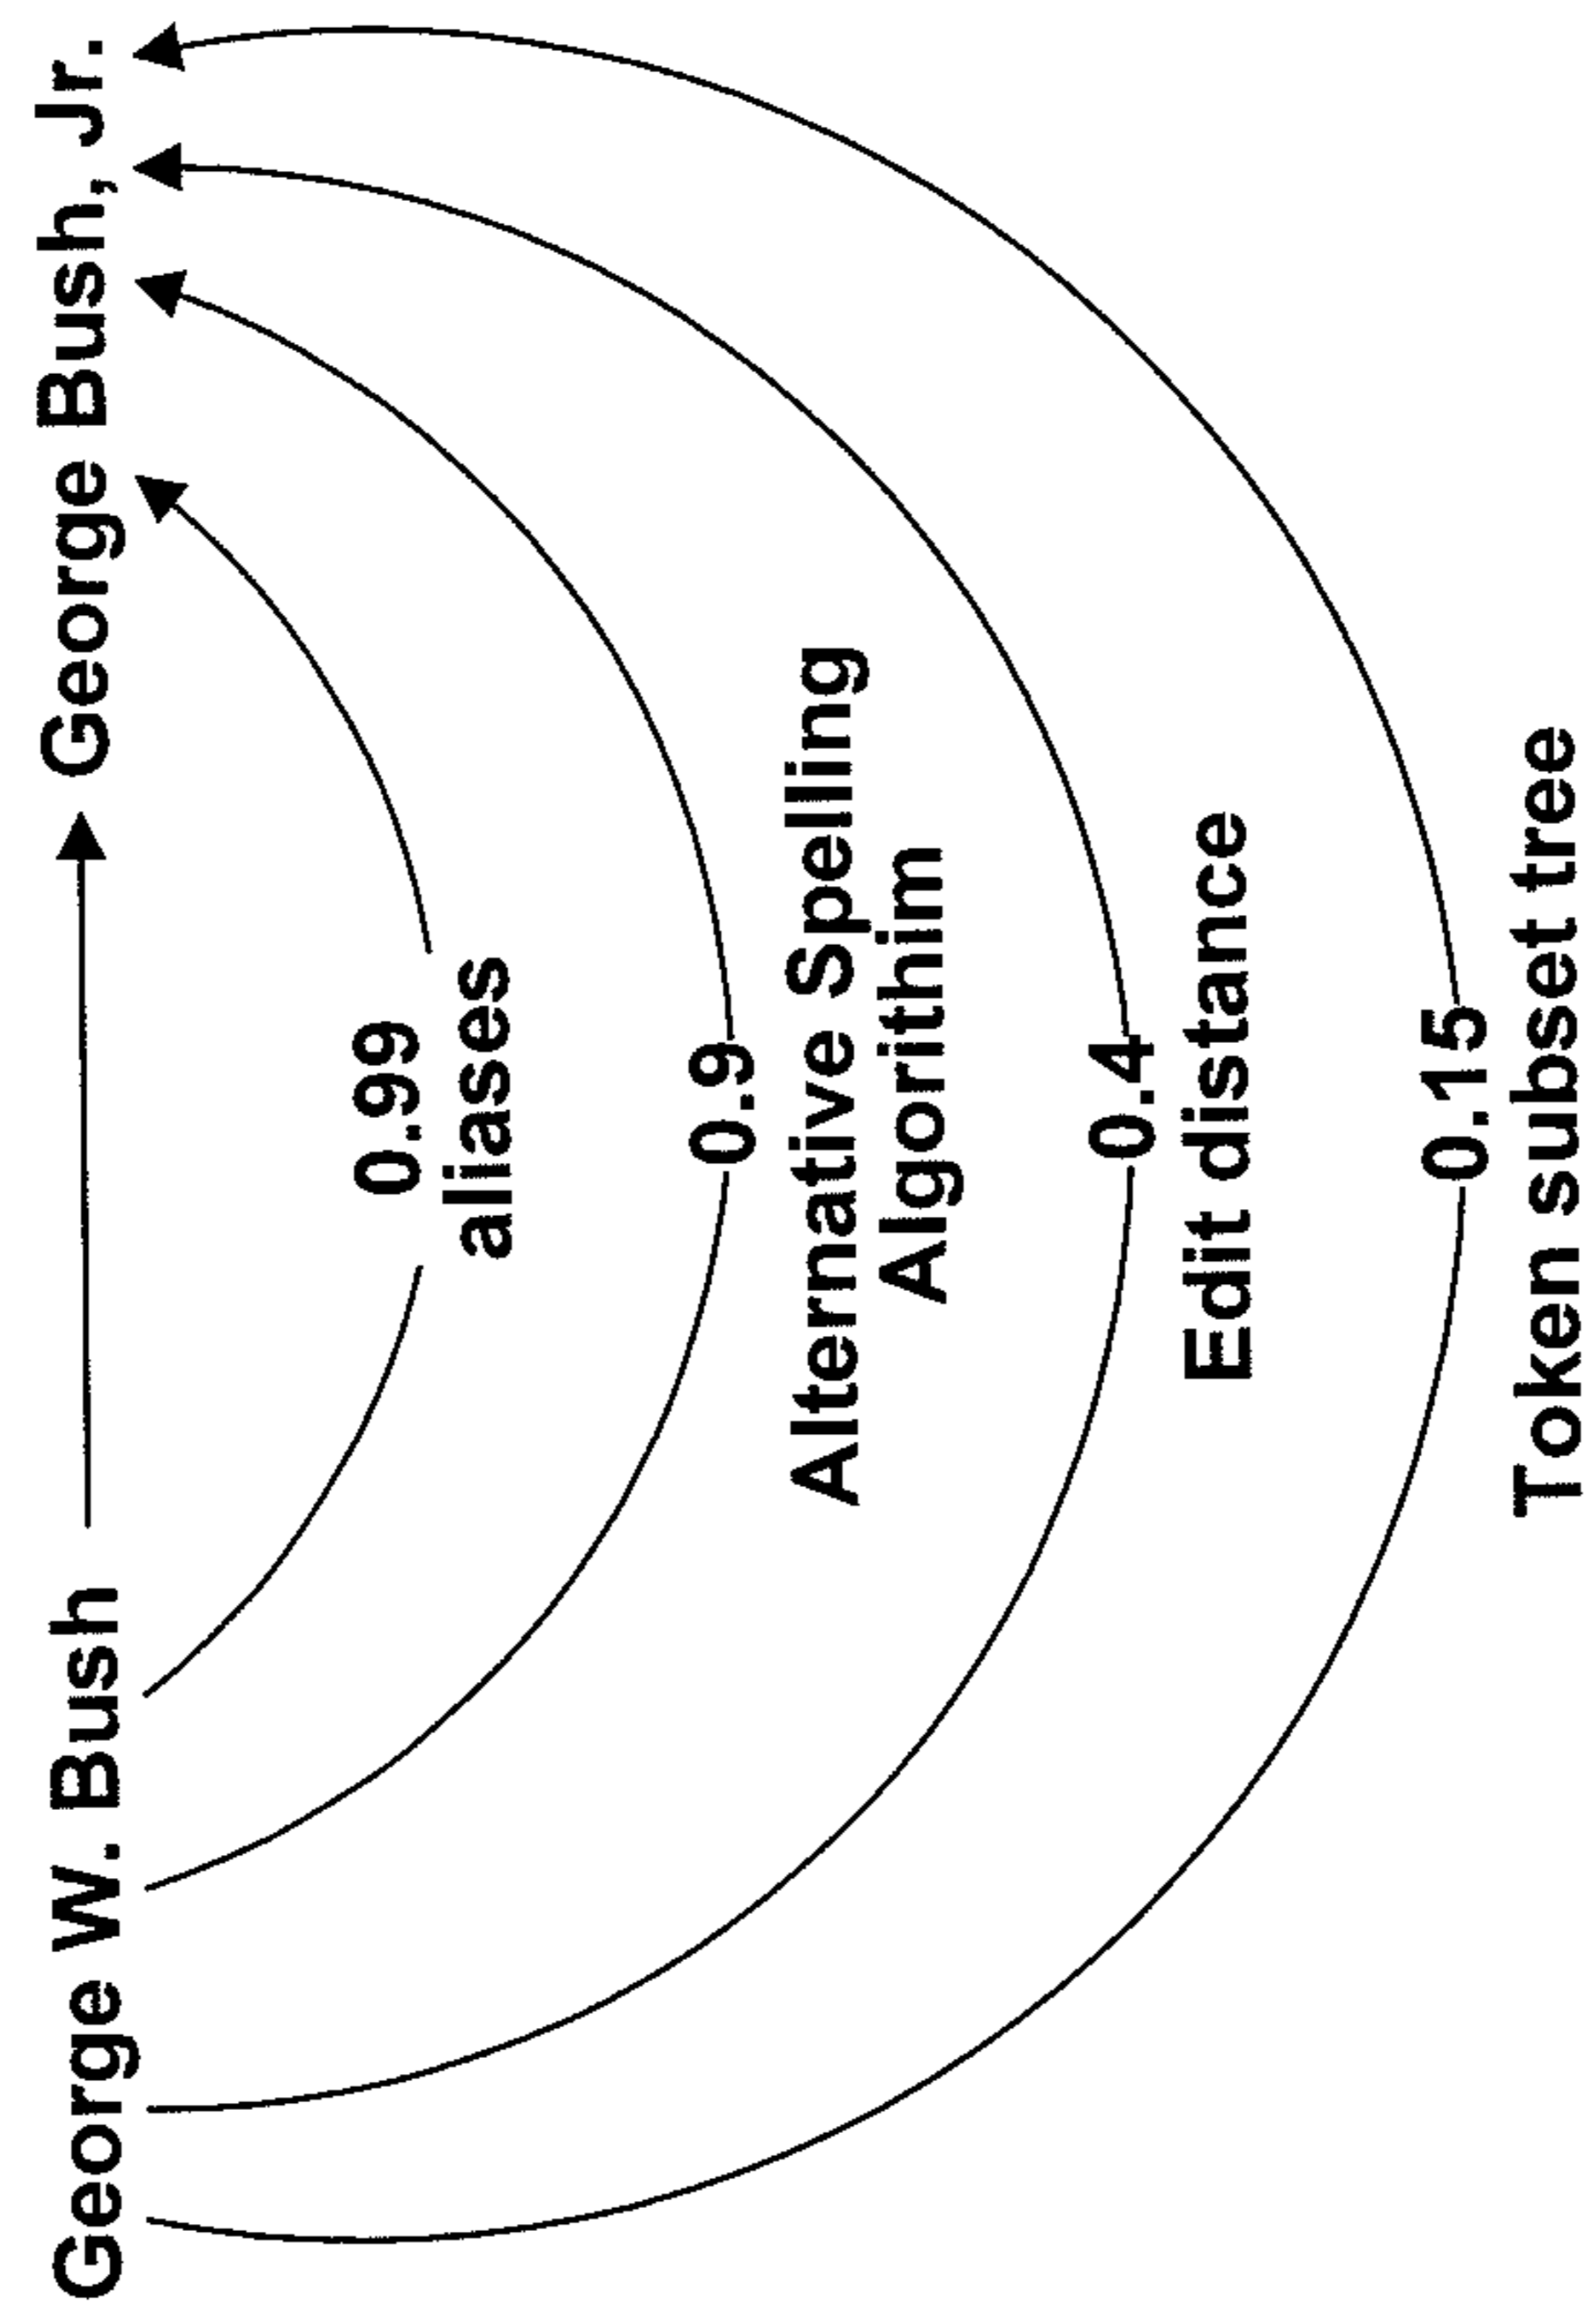 George W. Bush
George Bush, Jr.
0.99
aliases
0.9
Alternative Spelling
Algorithim
0.4
Edit distance
0.15
Token subset tree